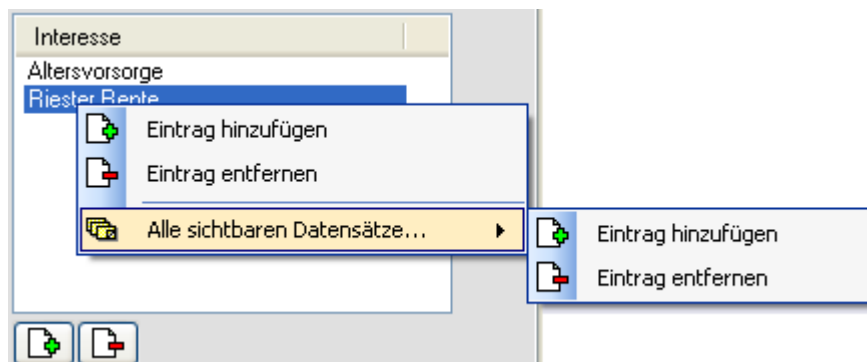 Interesse
Altersvorsorge
Riester Rente
Eintrag hinzufügen
Eintrag entfernen
Alle sichtbaren Datensätze...
Eintrag hinzufügen
Eintrag entfernen